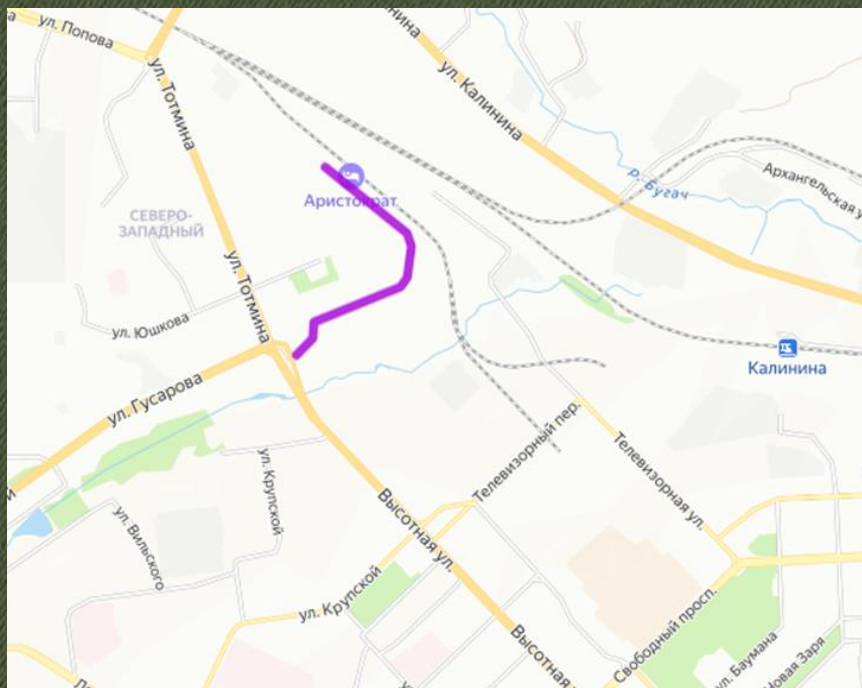 ул. Попова
ул. Тотмина
ул. Калинина
р. Бугач
Архангельская у
Аристократ
СЕВЕРО-
ЗАПАДНЫЙ
ул. Тотмина
ул. Юшкова
Калинина
ул. Гусарова
Телевизорный пер.
Телевизорная ул.
ул. Крупской
ул. Вильского
Высотная ул.
ул. Крупской
Свободный просп.
Высотная
ул. Баумана
Новая Заря